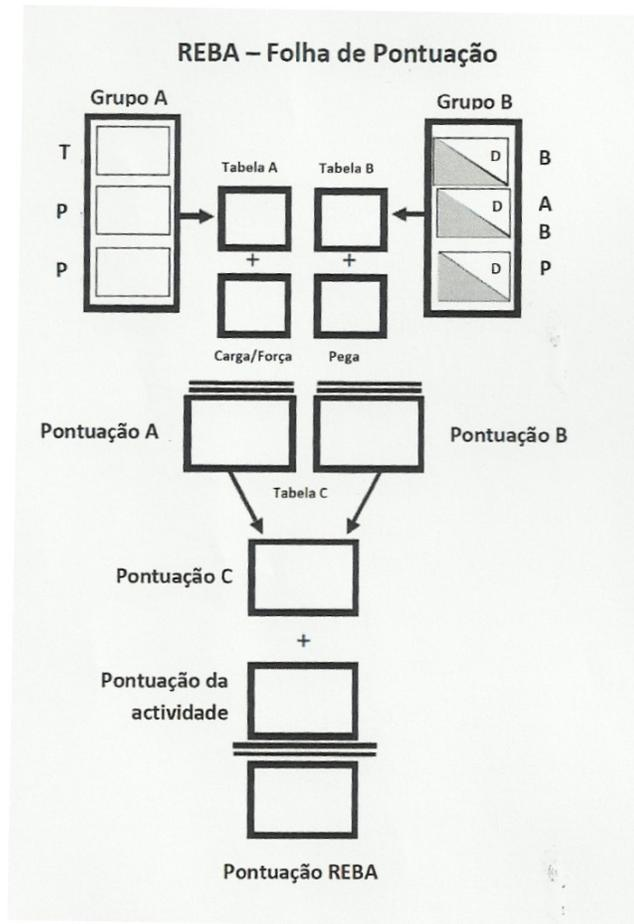 REBA – Folha de Pontuação
Grupo A
Grupo B
T
P
P
Tabela A
Tabela B
D
B
D
A
B
D
P
+
+
Carga/Força
Pega
Pontuação A
Pontuação B
Tabela C
Pontuação C
+
Pontuação da
actividade
Pontuação REBA